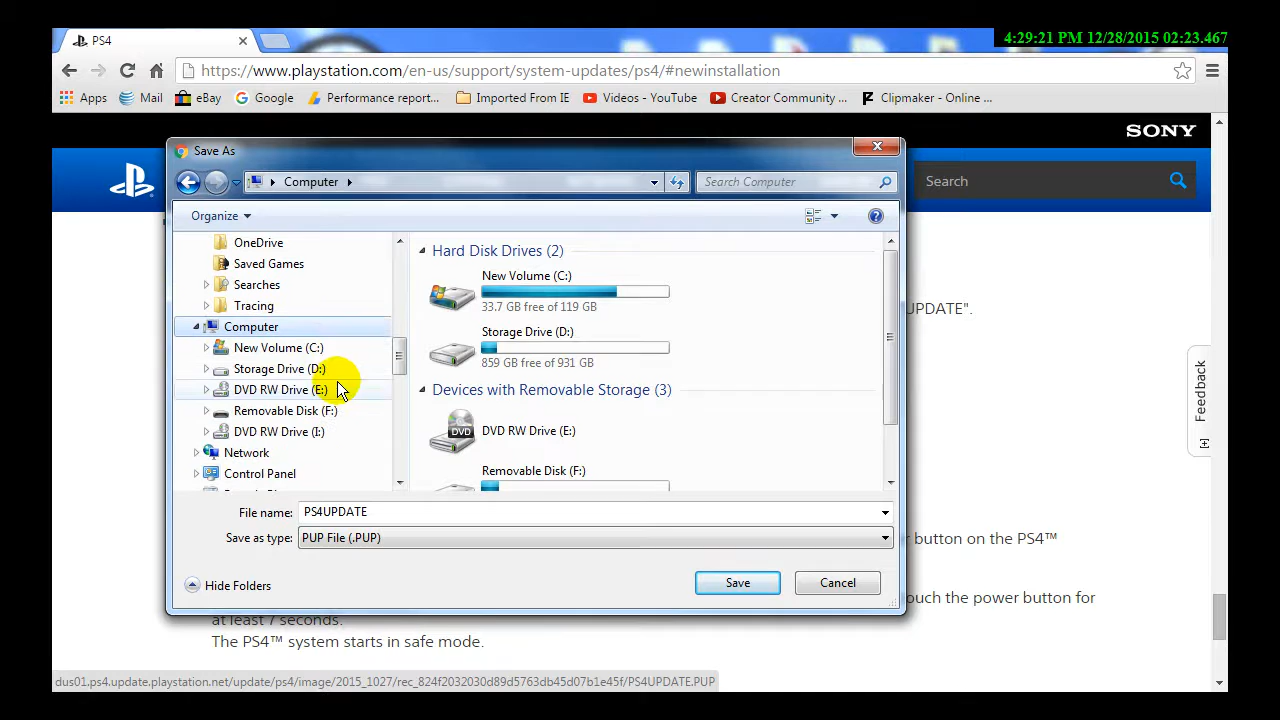 4:29:21 PM 12/28/2015 02:23.467
PS4
https://www.playstation.com/en-us/support/system-updates/ps4/#newinstallation
Apps Mail eBay Google Performance report... Imported From IE Videos - YouTube Creator Community ... Clipmaker - Online ...
SONY
Search
Save As
Computer
Search Computer
Organize
OneDrive
Saved Games
Searches
Tracing
Computer
New Volume (C:)
Storage Drive (D:)
DVD RW Drive (E:)
Removable Disk (F:)
DVD RW Drive (I:)
Network
Control Panel
Hard Disk Drives (2)
New Volume (C:)
33.7 GB free of 119 GB
Storage Drive (D:)
859 GB free of 931 GB
Devices with Removable Storage (3)
DVD
DVD RW Drive (E:)
Removable Disk (F:)
File name: PS4UPDATE
Save as type: PUP File (.PUP)
Hide Folders
Save
Cancel
UPDATE".
Feedback
button on the PS4™
ouch the power button for
at least 7 seconds.
The PS4™ system starts in safe mode.
dus01.ps4.update.playstation.net/update/ps4/image/2015_1027/rec_824f2032030d89d5763db45d07b1e45f/PS4UPDATE.PUP